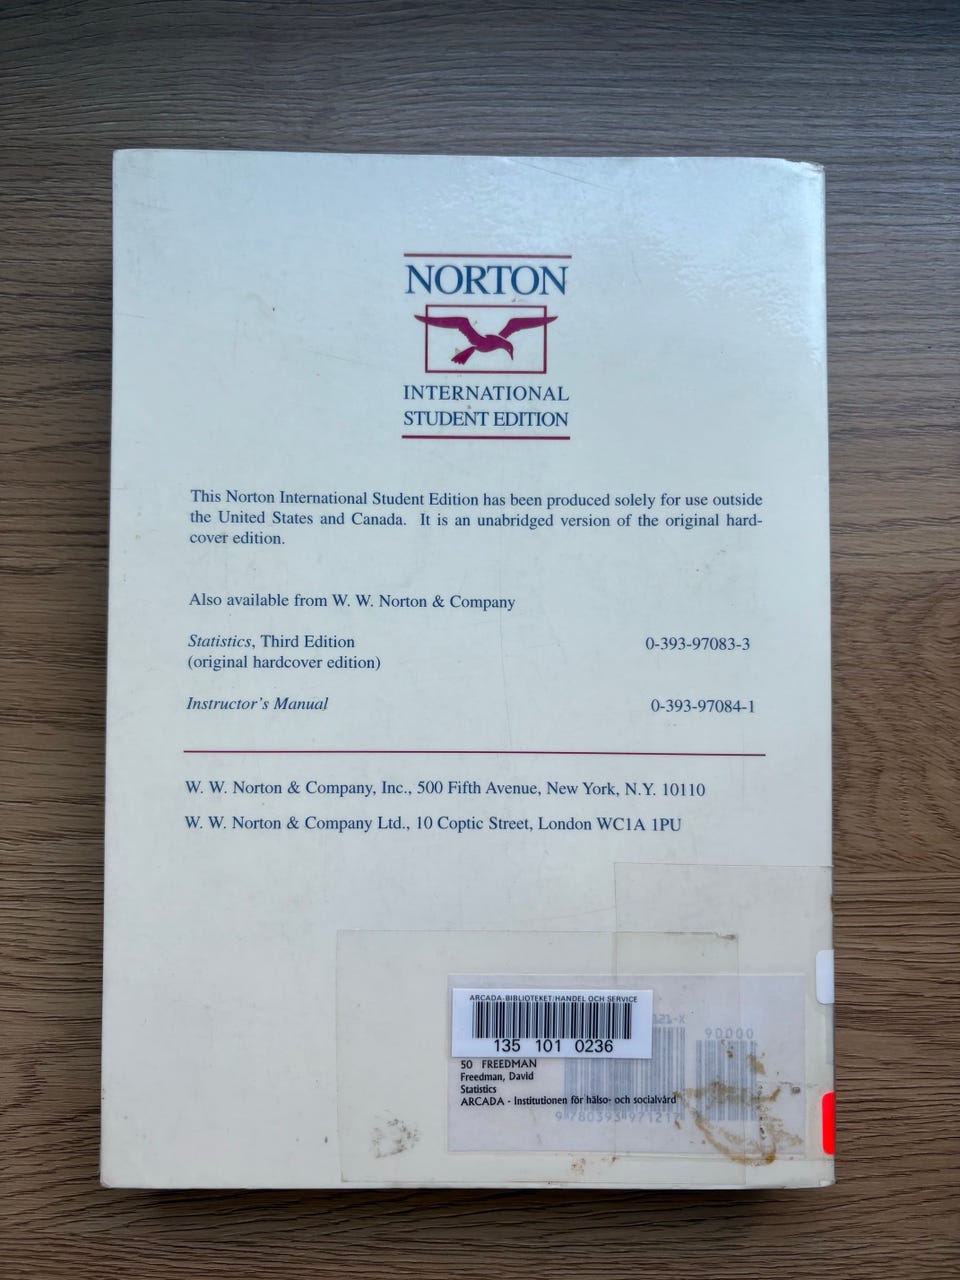 NORTON
INTERNATIONAL
STUDENT EDITION
This Norton International Student Edition has been produced solely for use outside
the United States and Canada. It is an unabridged version of the original hard-
cover edition.
Also available from W. W. Norton & Company
Statistics, Third Edition 0-393-97083-3
(original hardcover edition)
Instructor's Manual 0-393-97084-1
W. W. Norton & Company, Inc., 500 Fifth Avenue, New York, N.Y. 10110
W. W. Norton & Company Ltd., 10 Coptic Street, London WC1A 1PU
ARCADA-BIBLIOTEKET/HANDEL OCH SERVICE
135 101 0236
121-X
90000
50 FREEDMAN
Freedman, David
Statistics
ARCADA - Institutionen för hälso- och socialvård
9 780393 971217